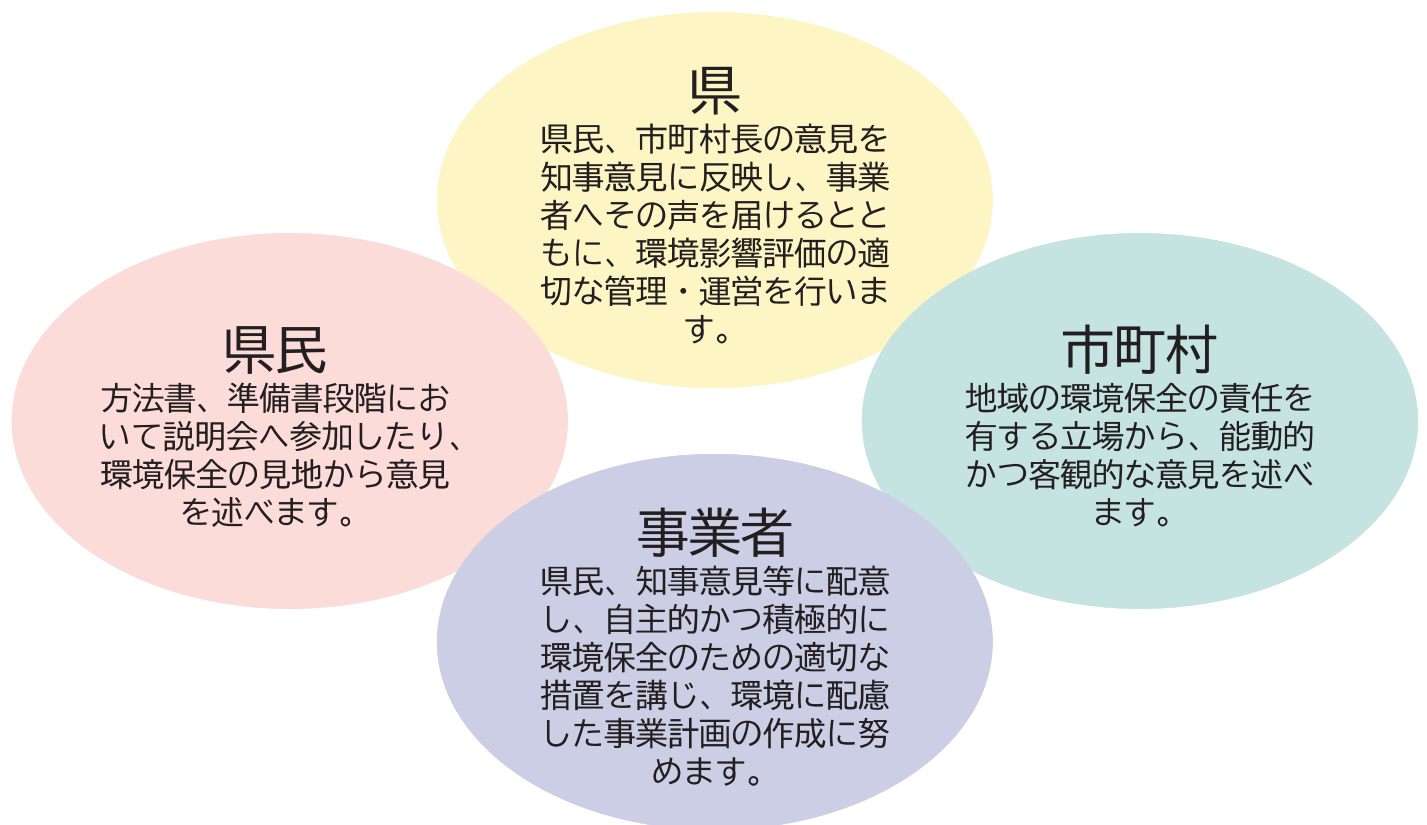 県
県民、市町村長の意見を
知事意見に反映し、事業
者へその声を届けるとと
もに、環境影響評価の適
切な管理・運営を行いま
す。
県民
方法書、準備書段階にお
いて説明会へ参加したり、
環境保全の見地から意見
を述べます。
市町村
地域の環境保全の責任を
有する立場から、能動的
かつ客観的な意見を述べ
ます。
事業者
県民、知事意見等に配意
し、自主的かつ積極的に
環境保全のための適切な
措置を講じ、環境に配慮
した事業計画の作成に努
めます。